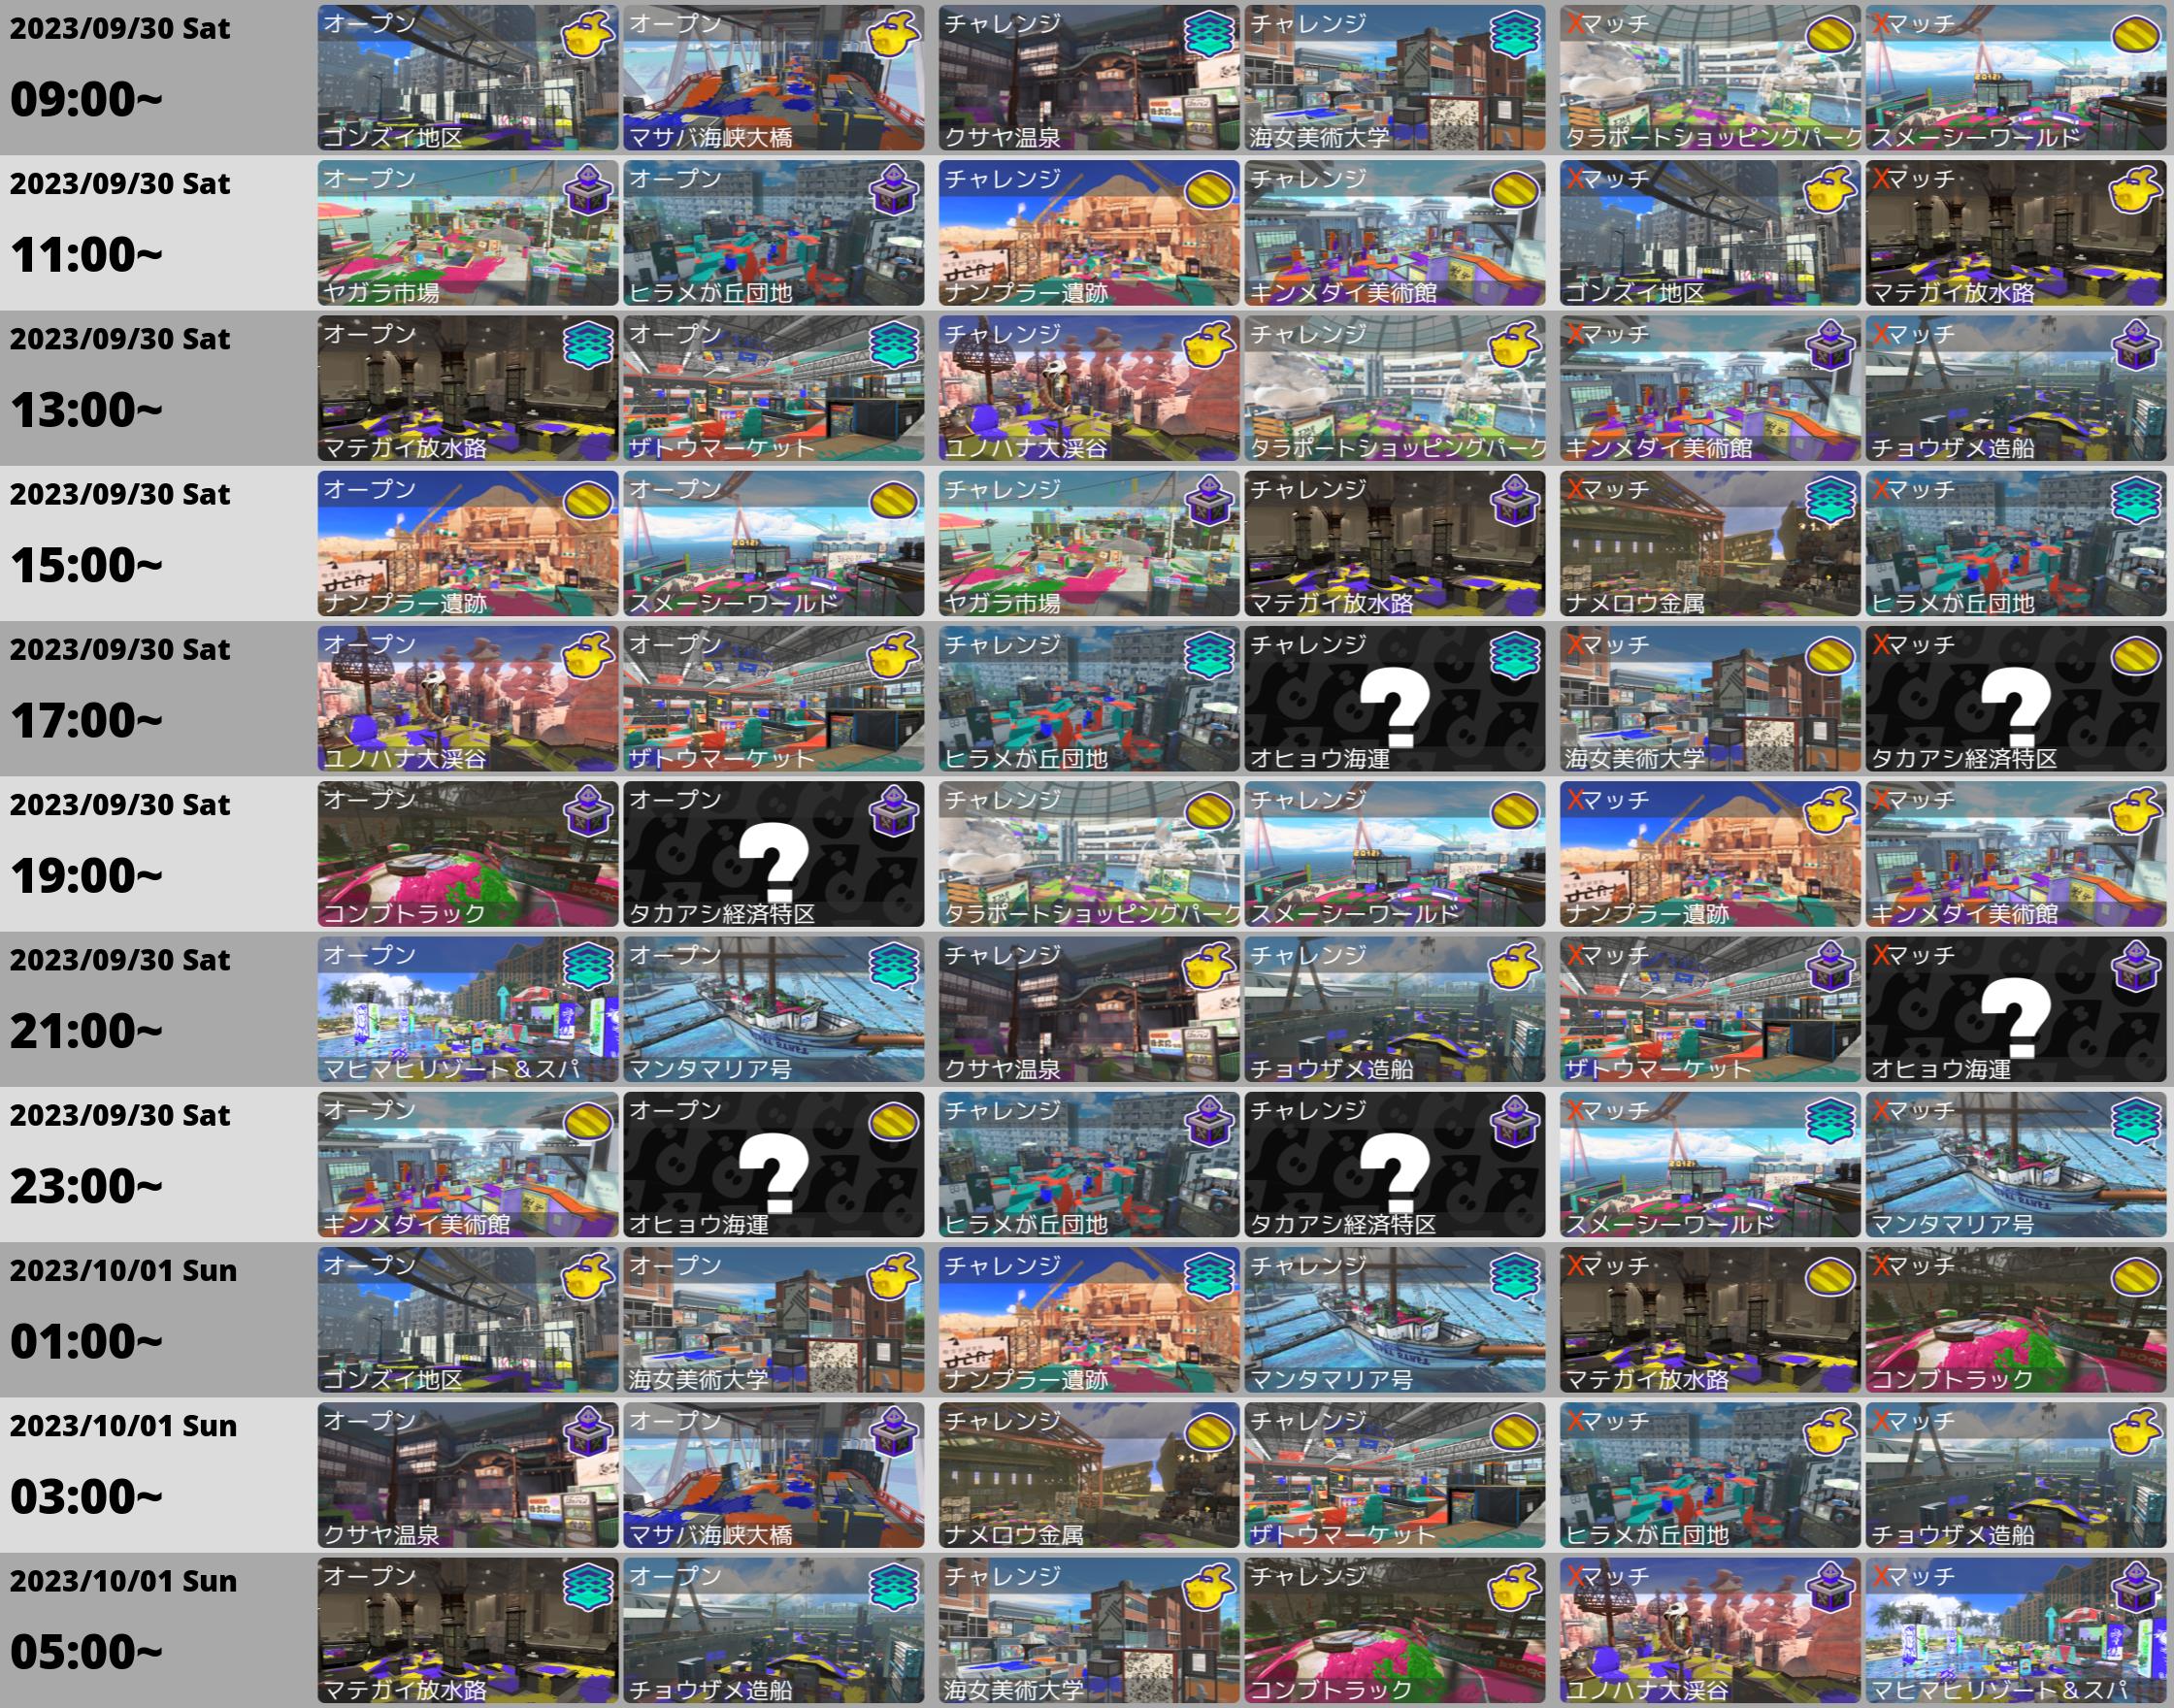 2023/09/30 Sat
09:00~
オープン
ゴンズイ地区
オープン
マサバ海峡大橋
チャレンジ
クサヤ温泉
チャレンジ
海女美術大学
Xマッチ
タラポートショッピングパーク
Xマッチ
スメーシーワールド
2023/09/30 Sat
11:00~
オープン
ヤガラ市場
オープン
ヒラメが丘団地
チャレンジ
ナンプラー遺跡
チャレンジ
キンメダイ美術館
Xマッチ
ゴンズイ地区
Xマッチ
マテガイ放水路
2023/09/30 Sat
13:00~
オープン
マテガイ放水路
オープン
ザトウマーケット
チャレンジ
ユノハナ大渓谷
チャレンジ
タラポートショッピングパーク
Xマッチ
キンメダイ美術館
Xマッチ
チョウザメ造船
2023/09/30 Sat
15:00~
オープン
ナンプラー遺跡
オープン
スメーシーワールド
チャレンジ
ヤガラ市場
チャレンジ
マテガイ放水路
Xマッチ
ナメロウ金属
Xマッチ
ヒラメが丘団地
2023/09/30 Sat
17:00~
オープン
ユノハナ大渓谷
オープン
ザトウマーケット
チャレンジ
ヒラメが丘団地
チャレンジ
?
オヒョウ海運
Xマッチ
海女美術大学
Xマッチ
?
タカアシ経済特区
2023/09/30 Sat
19:00~
オープン
コンブトラック
オープン
?
タカアシ経済特区
チャレンジ
タラポートショッピングパーク
チャレンジ
スメーシーワールド
Xマッチ
ナンプラー遺跡
Xマッチ
キンメダイ美術館
2023/09/30 Sat
21:00~
オープン
マヒマヒリゾート&スパ
オープン
マンタマリア号
チャレンジ
クサヤ温泉
チャレンジ
チョウザメ造船
Xマッチ
ザトウマーケット
Xマッチ
?
オヒョウ海運
2023/09/30 Sat
23:00~
オープン
キンメダイ美術館
オープン
?
オヒョウ海運
チャレンジ
ヒラメが丘団地
チャレンジ
?
タカアシ経済特区
Xマッチ
スメーシーワールド
Xマッチ
マンタマリア号
2023/10/01 Sun
01:00~
オープン
ゴンズイ地区
オープン
海女美術大学
チャレンジ
ナンプラー遺跡
チャレンジ
マンタマリア号
Xマッチ
マテガイ放水路
Xマッチ
コンブトラック
2023/10/01 Sun
03:00~
オープン
クサヤ温泉
オープン
マサバ海峡大橋
チャレンジ
ナメロウ金属
チャレンジ
ザトウマーケット
Xマッチ
ヒラメが丘団地
Xマッチ
チョウザメ造船
2023/10/01 Sun
05:00~
オープン
マテガイ放水路
オープン
チョウザメ造船
チャレンジ
海女美術大学
チャレンジ
コンブトラック
Xマッチ
ユノハナ大渓谷
Xマッチ
マヒマヒリゾート&スパ